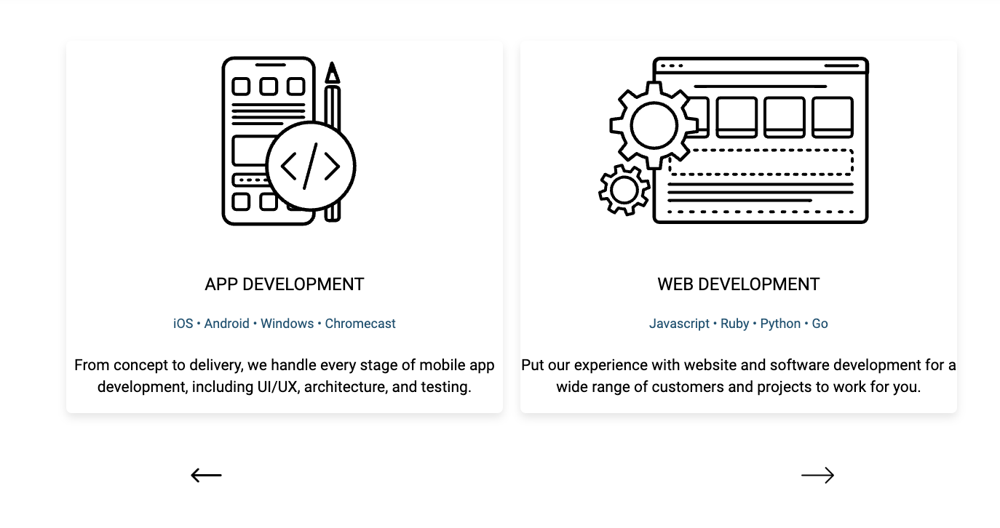 APP DEVELOPMENT
iOS • Android • Windows • Chromecast
From concept to delivery, we handle every stage of mobile app
development, including UI/UX, architecture, and testing.
WEB DEVELOPMENT
Javascript • Ruby • Python • Go
Put our experience with website and software development for a
wide range of customers and projects to work for you.